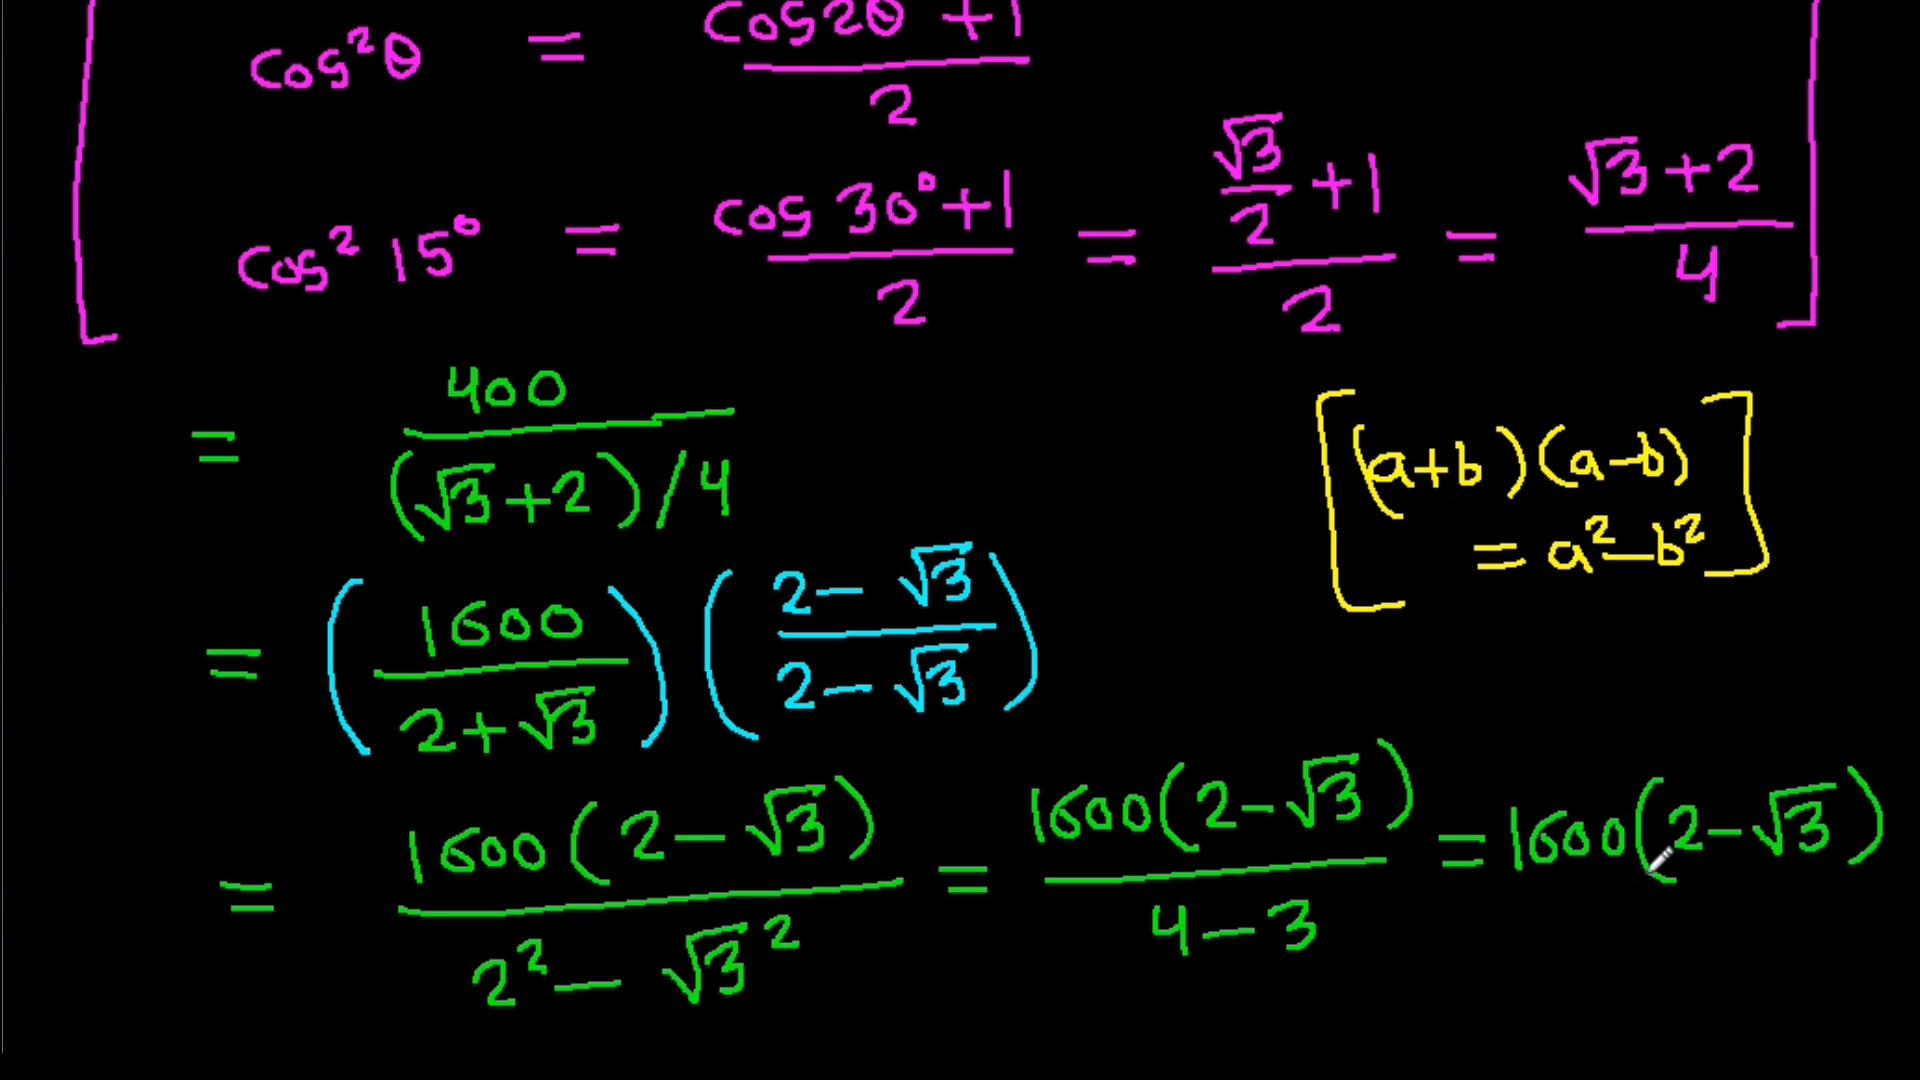 cos²θ = cos2θ + 1 / 2
cos² 15° = cos 30° + 1 / 2 = √3/2 + 1 / 2 = √3 + 2 / 4
= 400 / (√3 + 2) / 4
[(a+b)(a-b)
= a² - b²]
= (1600 / 2 + √3) (2 - √3 / 2 - √3)
= 1600(2 - √3) / 2² - √3² = 1600(2 - √3) / 4 - 3 = 1600(2 - √3)